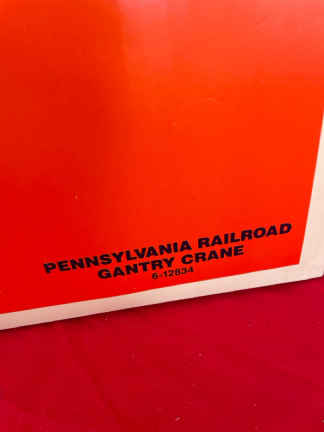 PENNSYLVANIA RAILROAD
GANTRY CRANE
6-12834